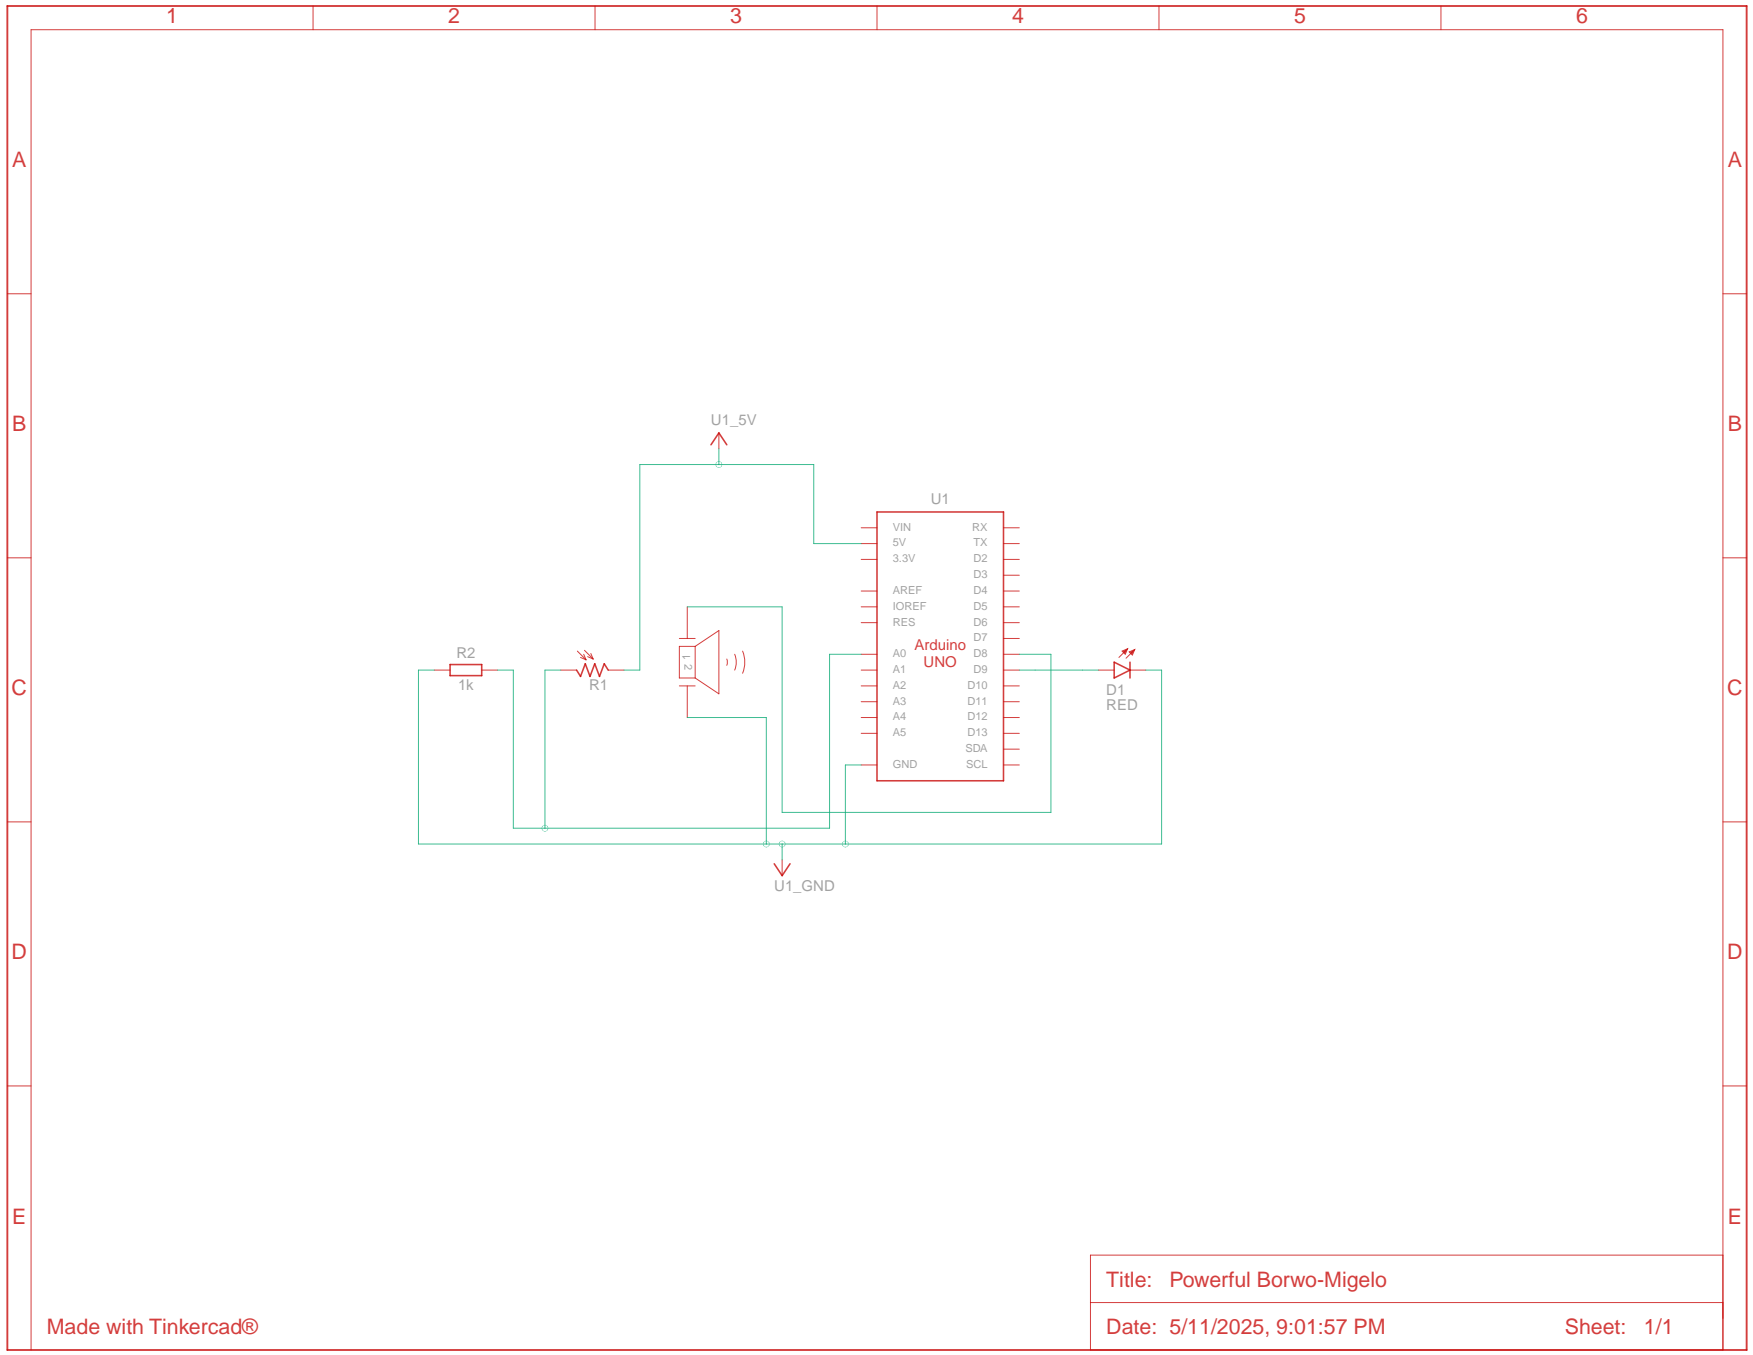 1 2 3 4 5 6
A A
B B
U1_5V
U1
VIN RX
5V TX
3.3V D2
D3
AREF D4
IOREF D5
RES D6
D7
Arduino
UNO
A0 D8
A1 D9
A2 D10
A3 D11
A4 D12
A5 D13
SDA
GND SCL
R2
1k
R1
1 2
D1
RED
C C
U1_GND
D D
E E
Title: Powerful Borwo-Migelo
Made with Tinkercad®
Date: 5/11/2025, 9:01:57 PM Sheet: 1/1